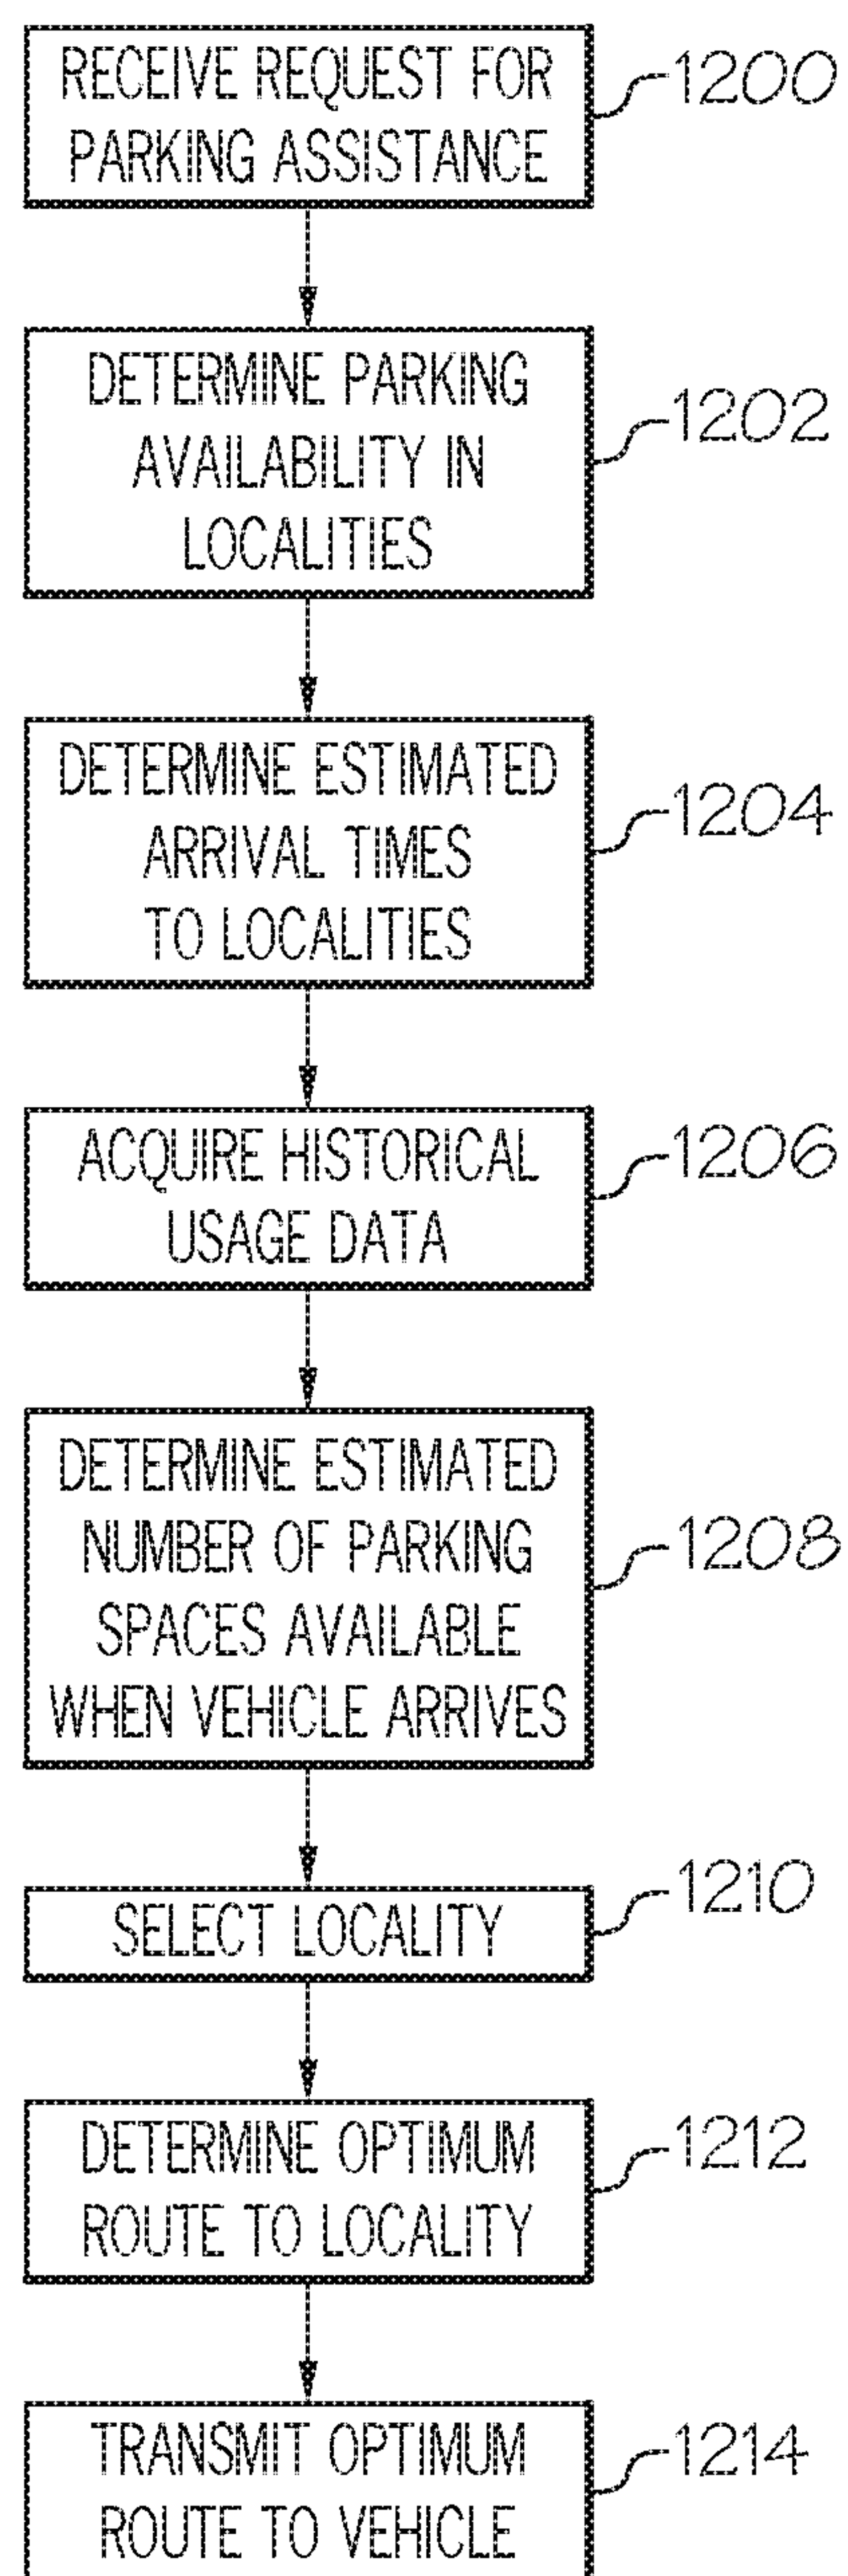 RECEIVE REQUEST FOR
PARKING ASSISTANCE
1200
DETERMINE PARKING
AVAILABILITY IN
LOCALITIES
1202
DETERMINE ESTIMATED
ARRIVAL TIMES
TO LOCALITIES
1204
ACQUIRE HISTORICAL
USAGE DATA
1206
DETERMINE ESTIMATED
NUMBER OF PARKING
SPACES AVAILABLE
WHEN VEHICLE ARRIVES
1208
SELECT LOCALITY
1210
DETERMINE OPTIMUM
ROUTE TO LOCALITY
1212
TRANSMIT OPTIMUM
ROUTE TO VEHICLE
1214